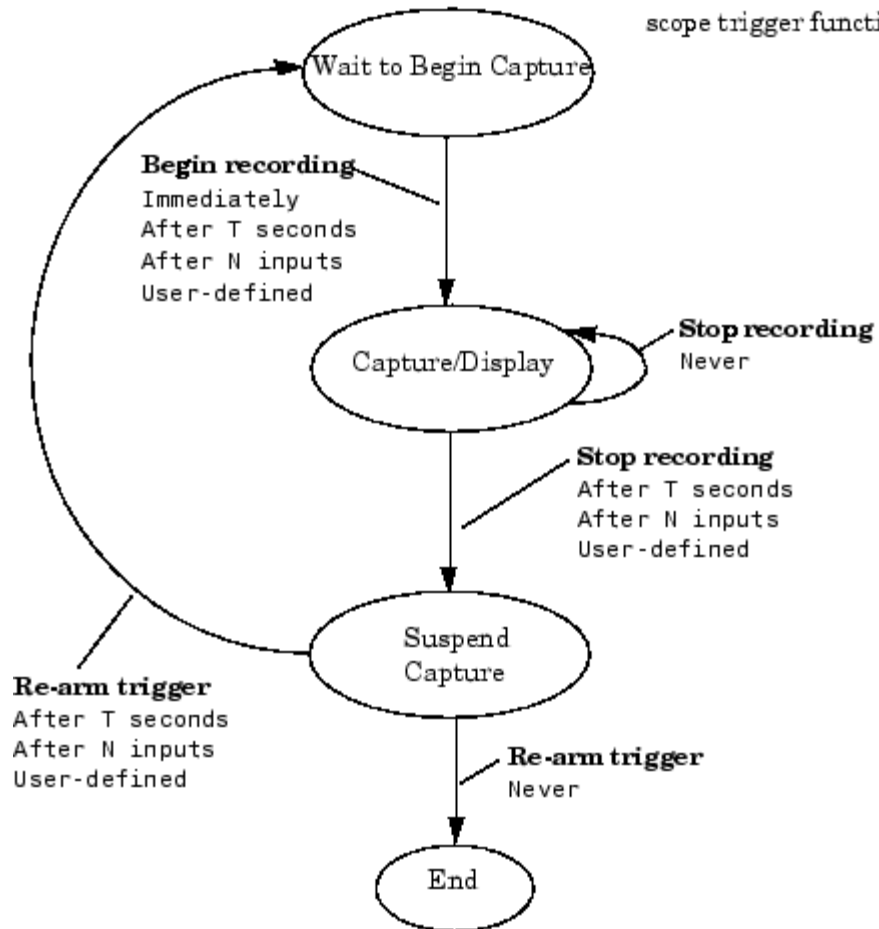 scope trigger functi
Wait to Begin Capture
Begin recording
Immediately
After T seconds
After N inputs
User-defined
Capture/Display
Stop recording
Never
Stop recording
After T seconds
After N inputs
User-defined
Suspend
Capture
Re-arm trigger
After T seconds
After N inputs
User-defined
Re-arm trigger
Never
End